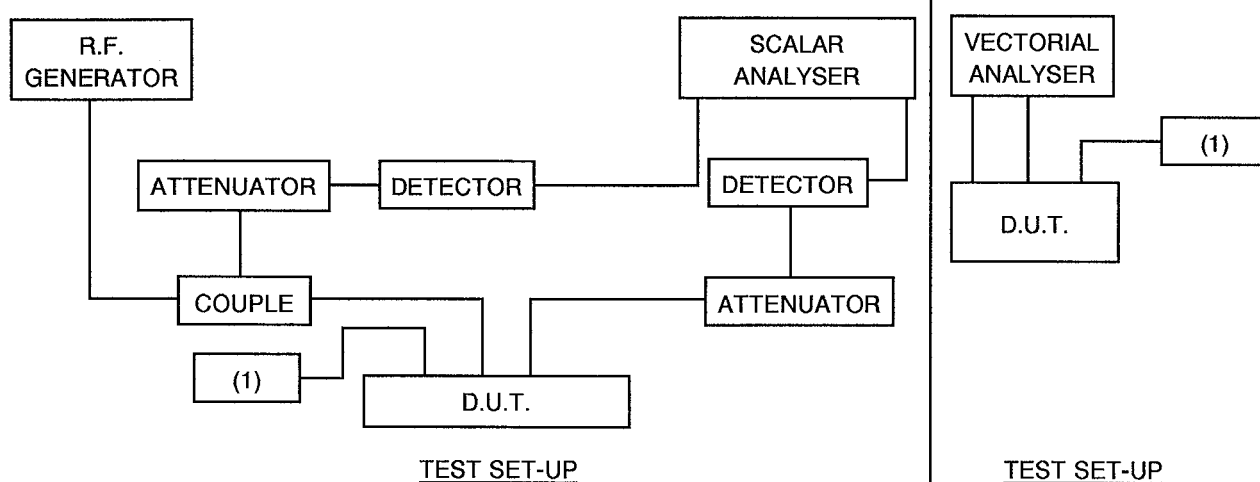 R.F.
GENERATOR
SCALAR
ANALYSER
ATTENUATOR
DETECTOR
DETECTOR
COUPLE
ATTENUATOR
(1)
D.U.T.
TEST SET-UP
VECTORIAL
ANALYSER
(1)
D.U.T.
TEST SET-UP